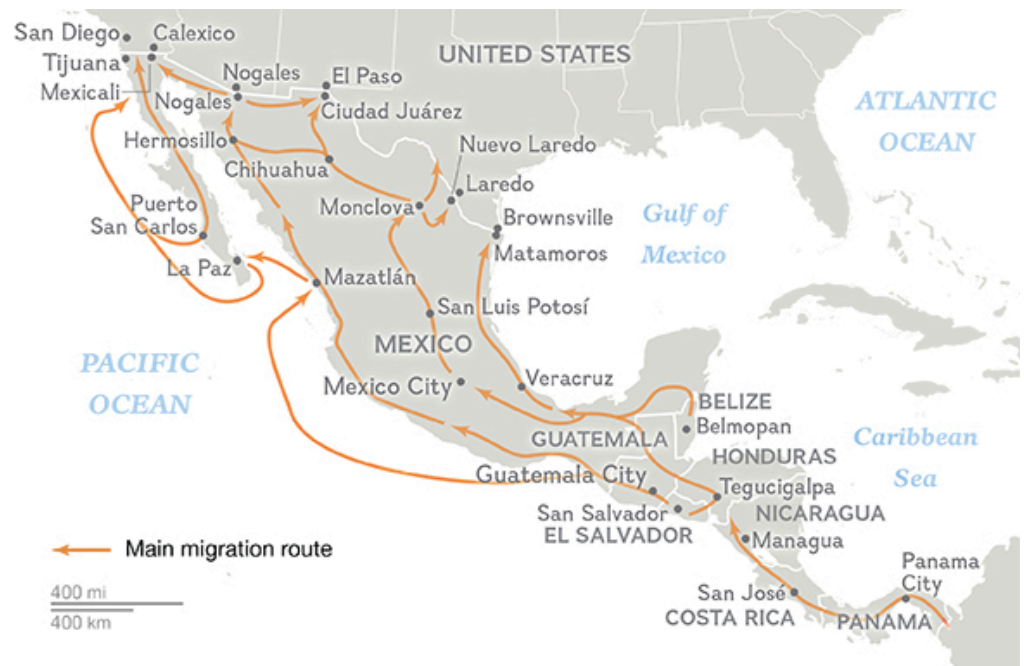 San Diego
Calexico
UNITED STATES
Tijuana
Nogales
El Paso
Mexicali
Nogales
Ciudad Juárez
ATLANTIC
OCEAN
Hermosillo
Nuevo Laredo
Chihuahua
Laredo
Puerto
San Carlos
Monclova
Brownsville
Gulf of
Mexico
Matamoros
La Paz
Mazatlán
San Luis Potosí
MEXICO
PACIFIC
OCEAN
Mexico City
Veracruz
BELIZE
Belmopan
GUATEMALA
Caribbean
Sea
HONDURAS
Guatemala City
Tegucigalpa
San Salvador
NICARAGUA
EL SALVADOR
Managua
Main migration route
Panama
City
400 mi
400 km
San José
COSTA RICA
PANAMA